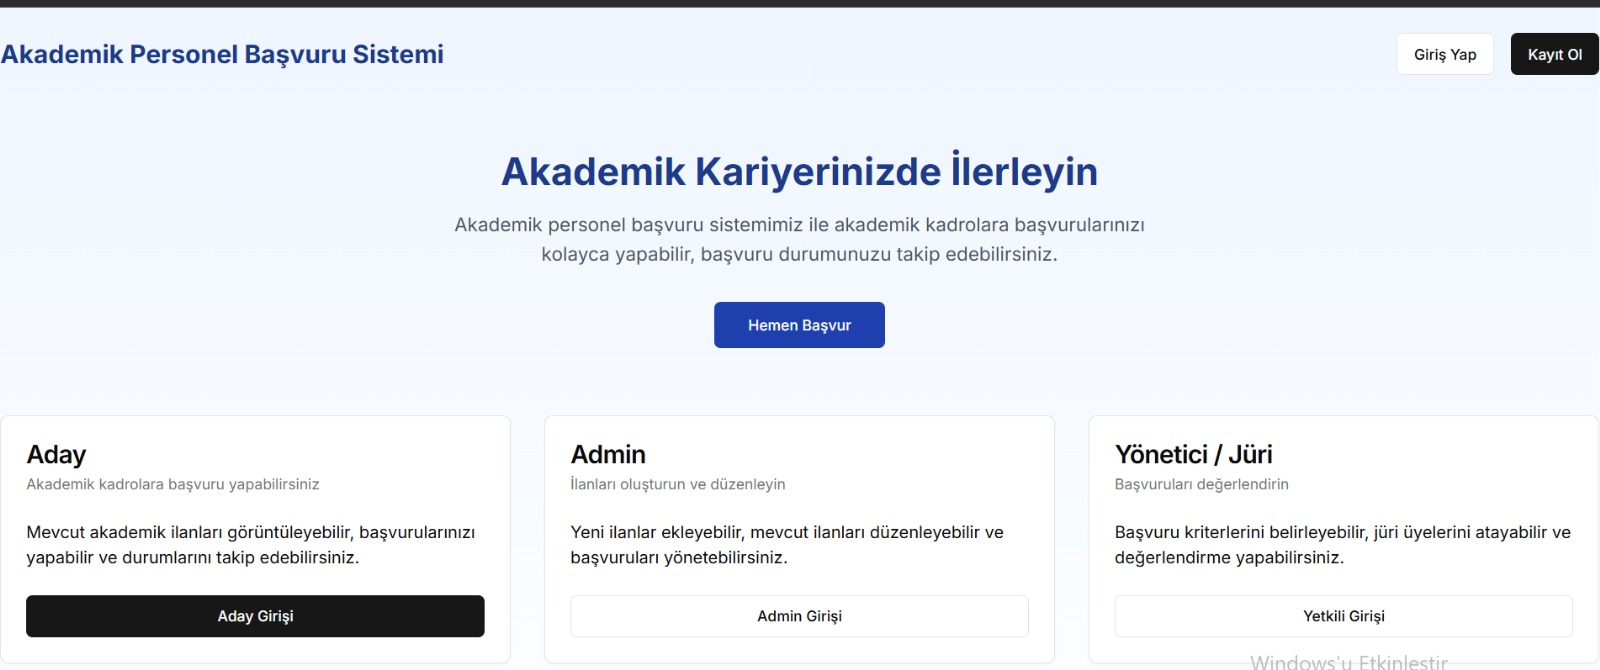 Akademik Personel Başvuru Sistemi
Giriş Yap
Kayıt Ol
Akademik Kariyerinizde İlerleyin
Akademik personel başvuru sistemimiz ile akademik kadrolara başvurularınızı
kolayca yapabilir, başvuru durumunuzu takip edebilirsiniz.
Hemen Başvur
Aday
Akademik kadrolara başvuru yapabilirsiniz
Mevcut akademik ilanları görüntüleyebilir, başvurularınızı
yapabilir ve durumlarını takip edebilirsiniz.
Aday Girişi
Admin
İlanları oluşturun ve düzenleyin
Yeni ilanlar ekleyebilir, mevcut ilanları düzenleyebilir ve
başvuruları yönetebilirsiniz.
Admin Girişi
Yönetici / Jüri
Başvuruları değerlendirin
Başvuru kriterlerini belirleyebilir, jüri üyelerini atayabilir ve
değerlendirme yapabilirsiniz.
Yetkili Girişi
Windows'u Etkinleştir